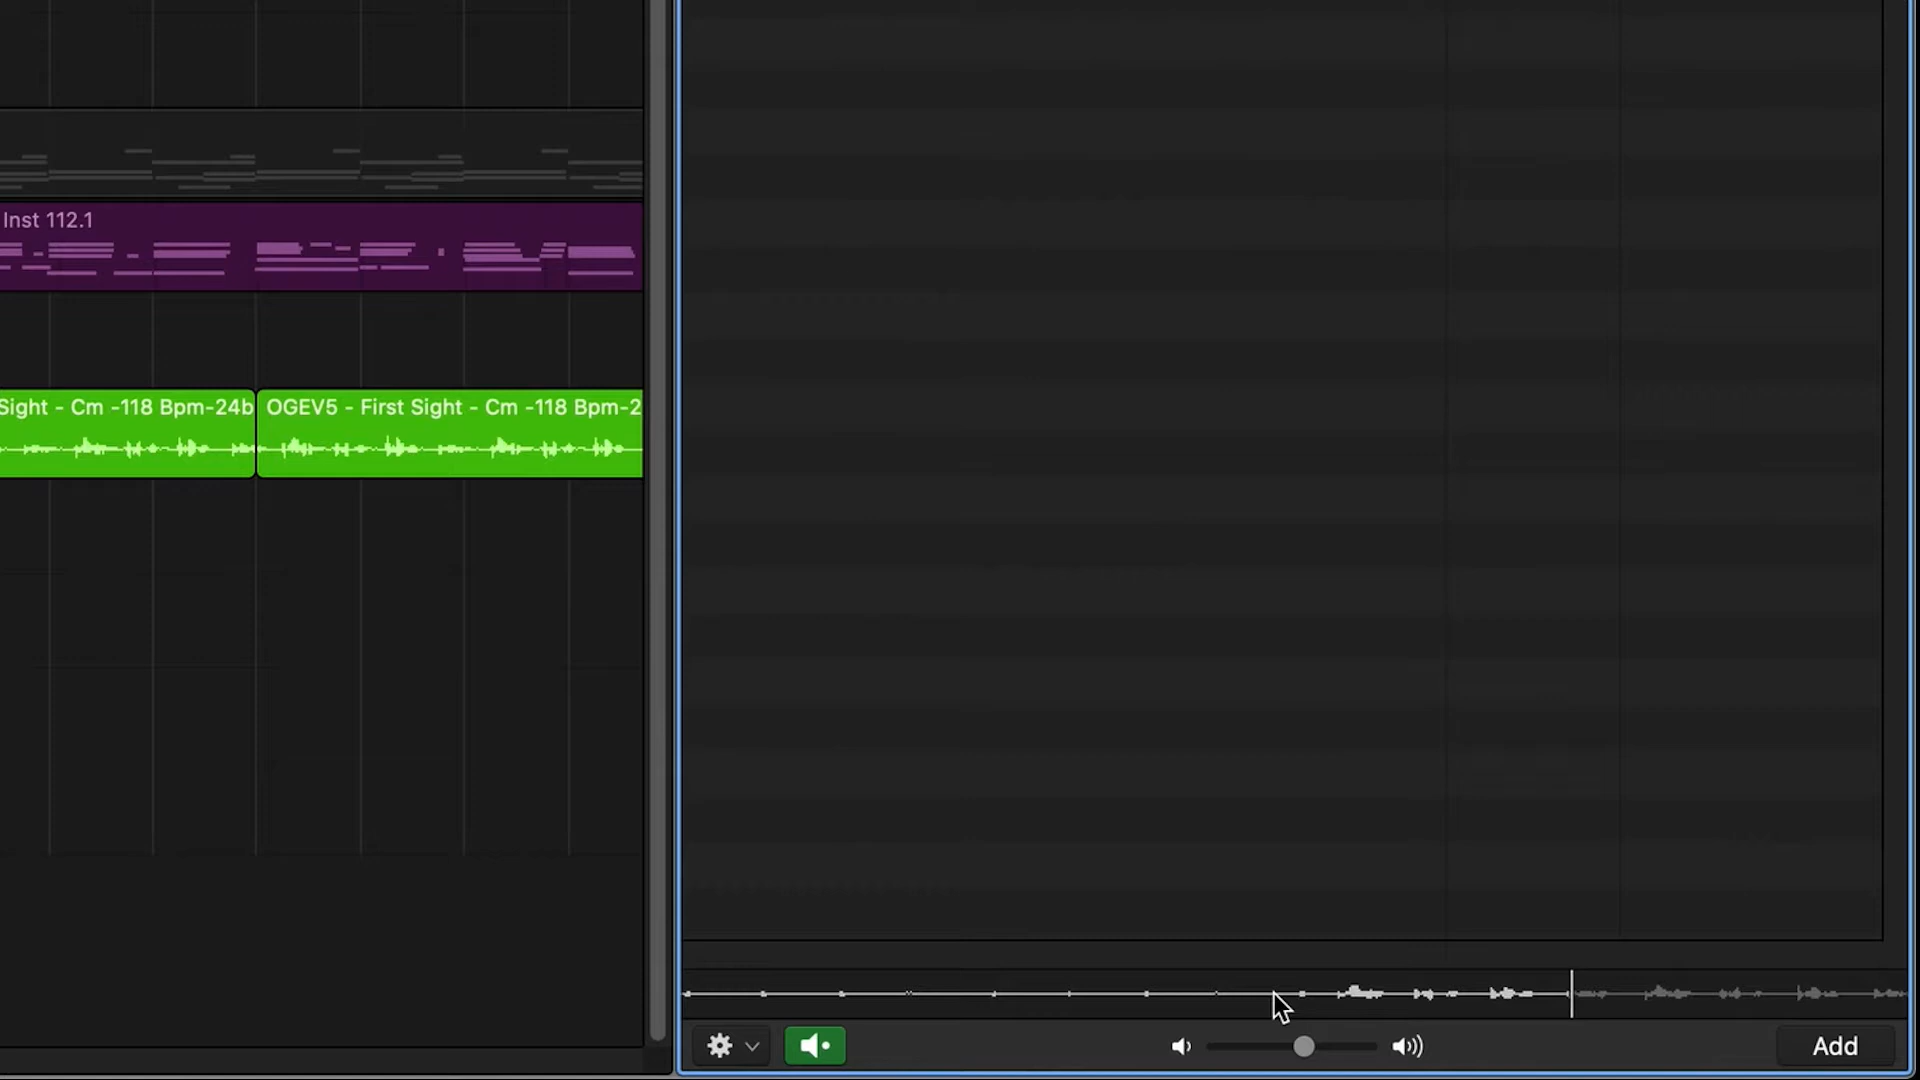 Inst 112.1
Sight - Cm -118 Bpm-24b
OGEV5 - First Sight - Cm -118 Bpm-2
Add